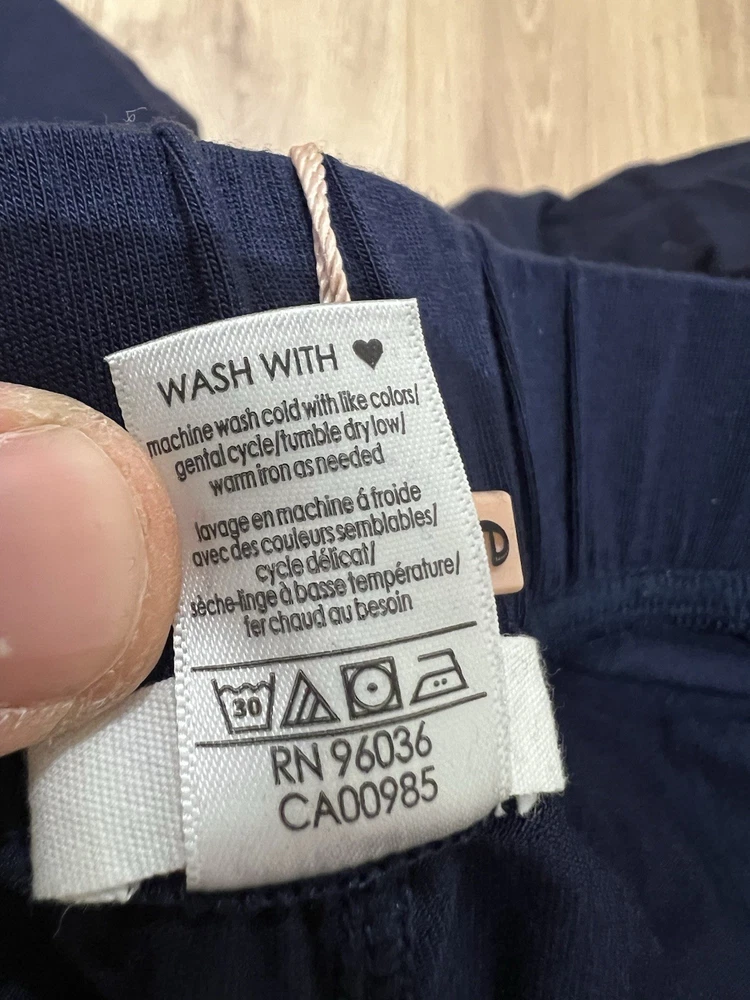 WASH WITH ♥
machine wash cold with like colors/
gental cycle/tumble dry low/
warm iron as needed
lavage en machine á froide
avec des couleurs semblables/
cycle délicat/
sèche-linge à basse température/
fer chaud au besoin
30
RN 96036
CA00985
e